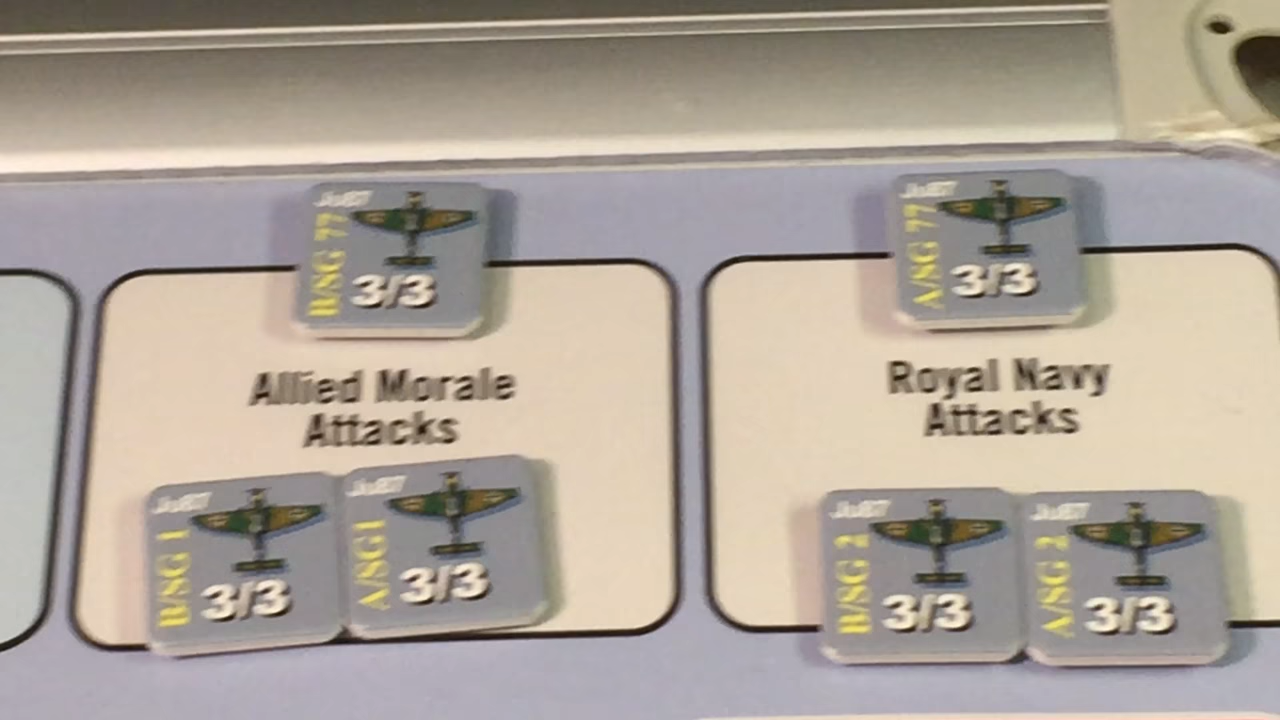 Ju87
B/SG 77
3/3
Ju87
A/SG 77
3/3
Allied Morale
Attacks
Royal Navy
Attacks
Ju87
B/SG 1
3/3
Ju87
A/SG1
3/3
Ju87
B/SG 2
3/3
Ju87
A/SG 2
3/3